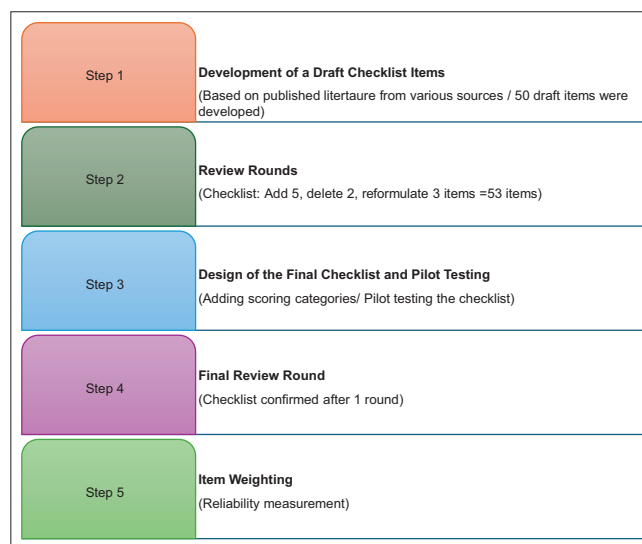 Step 1
Development of a Draft Checklist Items
(Based on published litertaure from various sources / 50 draft items were
developed)
Step 2
Review Rounds
(Checklist: Add 5, delete 2, reformulate 3 items =53 items)
Step 3
Design of the Final Checklist and Pilot Testing
(Adding scoring categories/ Pilot testing the checklist)
Step 4
Final Review Round
(Checklist confirmed after 1 round)
Step 5
Item Weighting
(Reliability measurement)